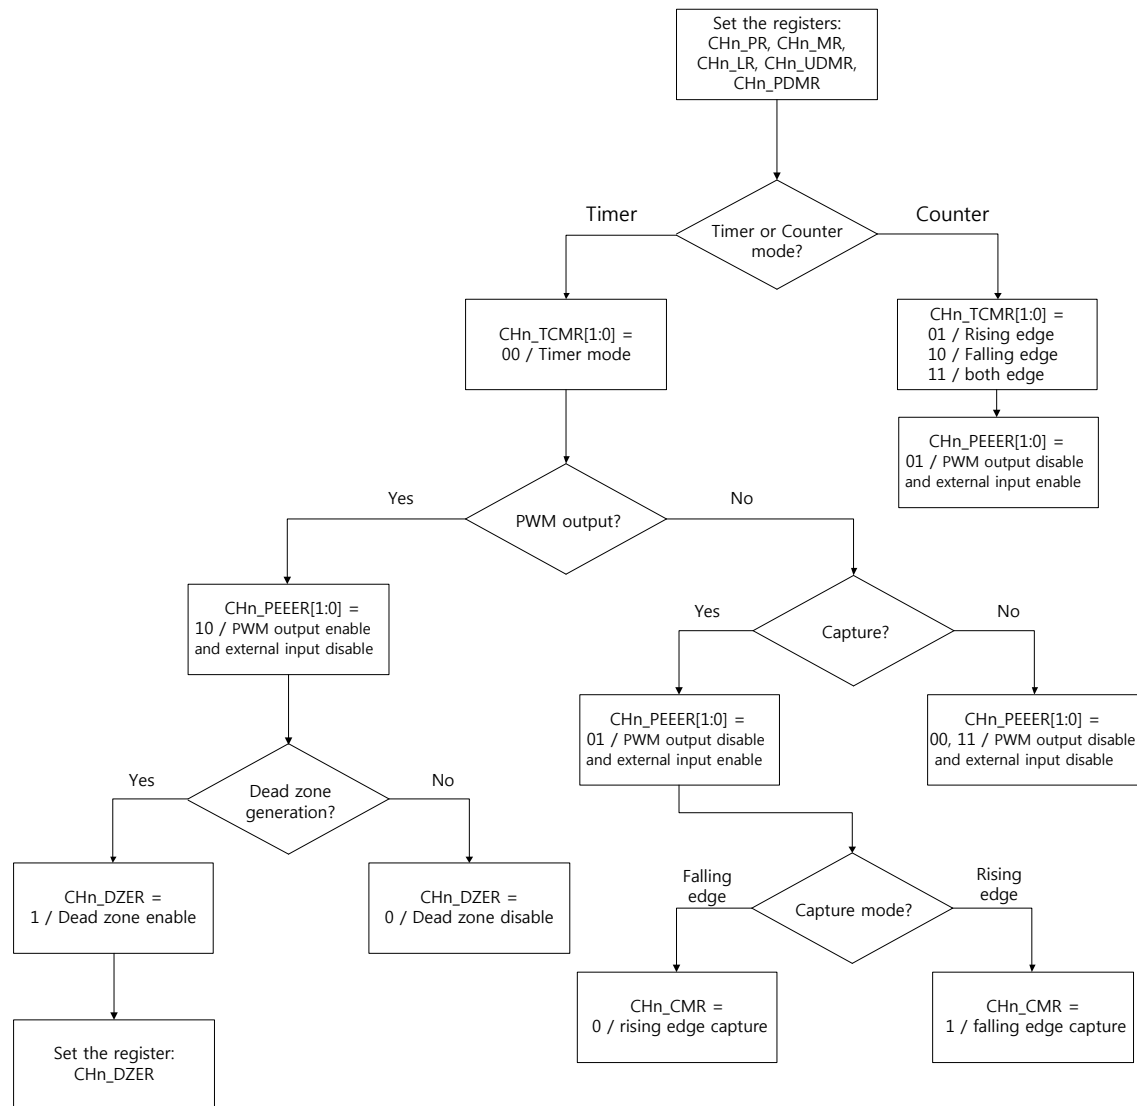 Set the registers:
CHn_PR, CHn_MR,
CHn_LR, CHn_UDMR,
CHn_PDMR
Timer
Counter
Timer or Counter
mode?
CHn_TCMR[1:0] =
00 / Timer mode
CHn_TCMR[1:0] =
01 / Rising edge
10 / Falling edge
11 / both edge
CHn_PEEER[1:0] =
01 / PWM output disable
and external input enable
Yes
No
PWM output?
CHn_PEEER[1:0] =
10 / PWM output enable
and external input disable
Yes
No
Capture?
CHn_PEEER[1:0] =
01 / PWM output disable
and external input enable
CHn_PEEER[1:0] =
00, 11 / PWM output disable
and external input disable
Yes
No
Dead zone
generation?
CHn_DZER =
1 / Dead zone enable
CHn_DZER =
0 / Dead zone disable
Falling
edge
Rising
edge
Capture mode?
CHn_CMR =
0 / rising edge capture
CHn_CMR =
1 / falling edge capture
Set the register:
CHn_DZER